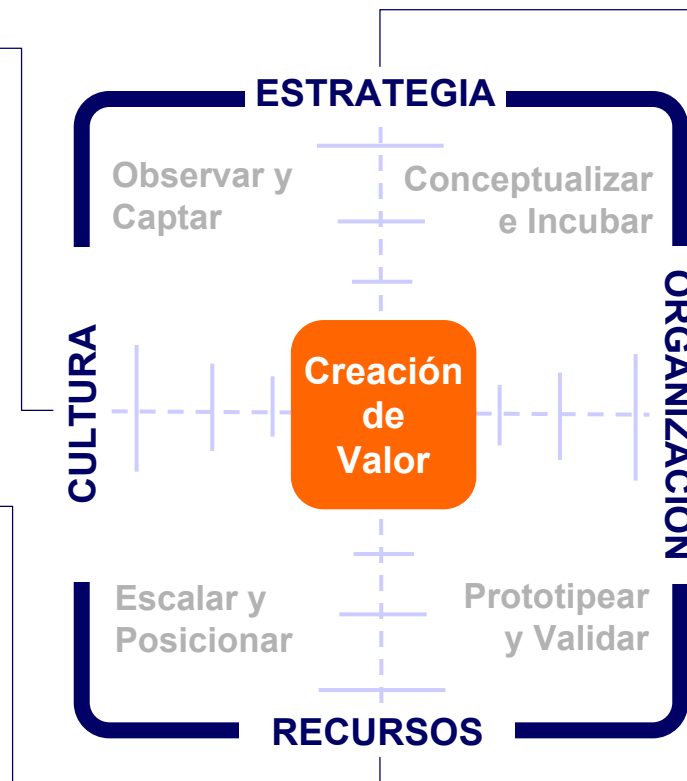 ESTRATEGIA
Observar y
Captar
Conceptualizar
e Incubar
CULTURA
Creación
de
Valor
ORGANIZACIÓN
Escalar y
Posicionar
Prototipear
y Validar
RECURSOS